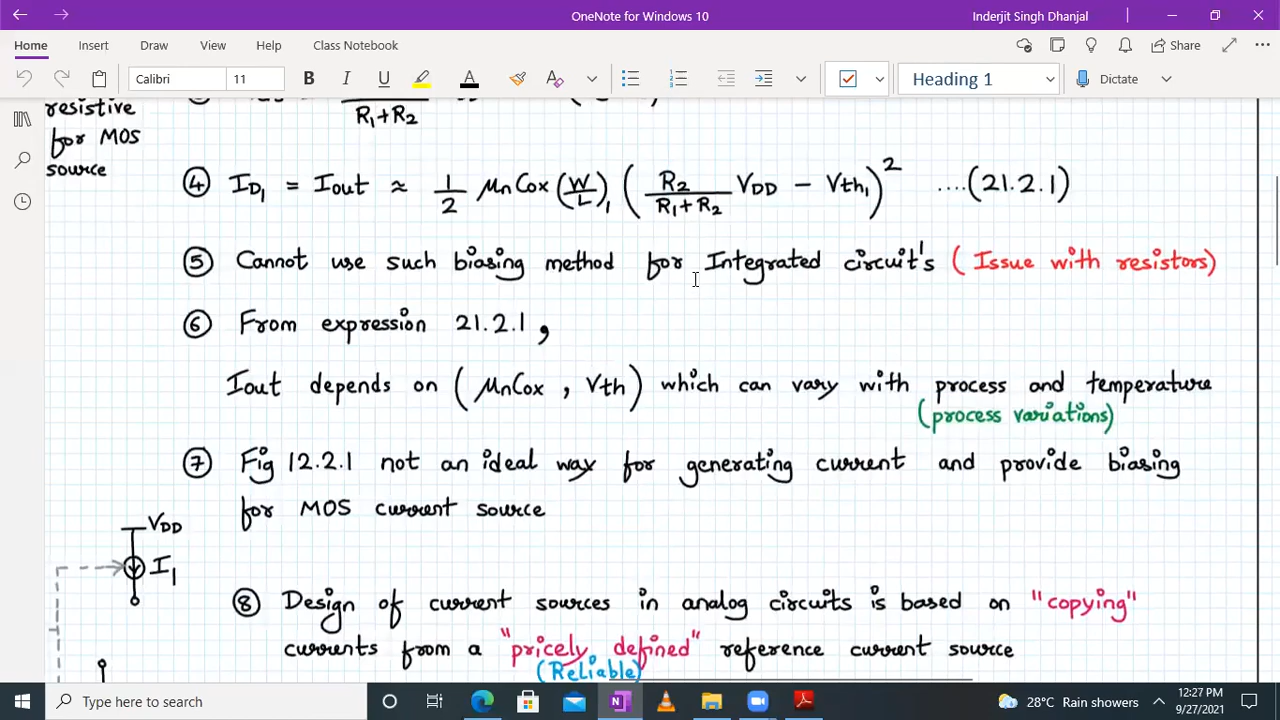 OneNote for Windows 10
Inderjit Singh Dhanjal
Home Insert Draw View Help Class Notebook Share
Calibri 11 B I U A Heading 1 Dictate
resistive
for MOS
source
R1+R2
④ ID1 = Iout ≈ 1/2 μnCox (W/L)1 (R2/(R1+R2) VDD − Vth1)² ....(21.2.1)
⑤ Cannot use such biasing method for Integrated circuit's (Issue with resistors)
⑥ From expression 21.2.1,
Iout depends on (μnCox, Vth) which can vary with process and temperature
(process variations)
⑦ Fig 12.2.1 not an ideal way for generating current and provide biasing
for MOS current source
VDD
I1
⑧ Design of current sources in analog circuits is based on "copying"
currents from a "pricely defined" reference current source
(Reliable)
Type here to search
28°C Rain showers
12:27 PM
9/27/2021